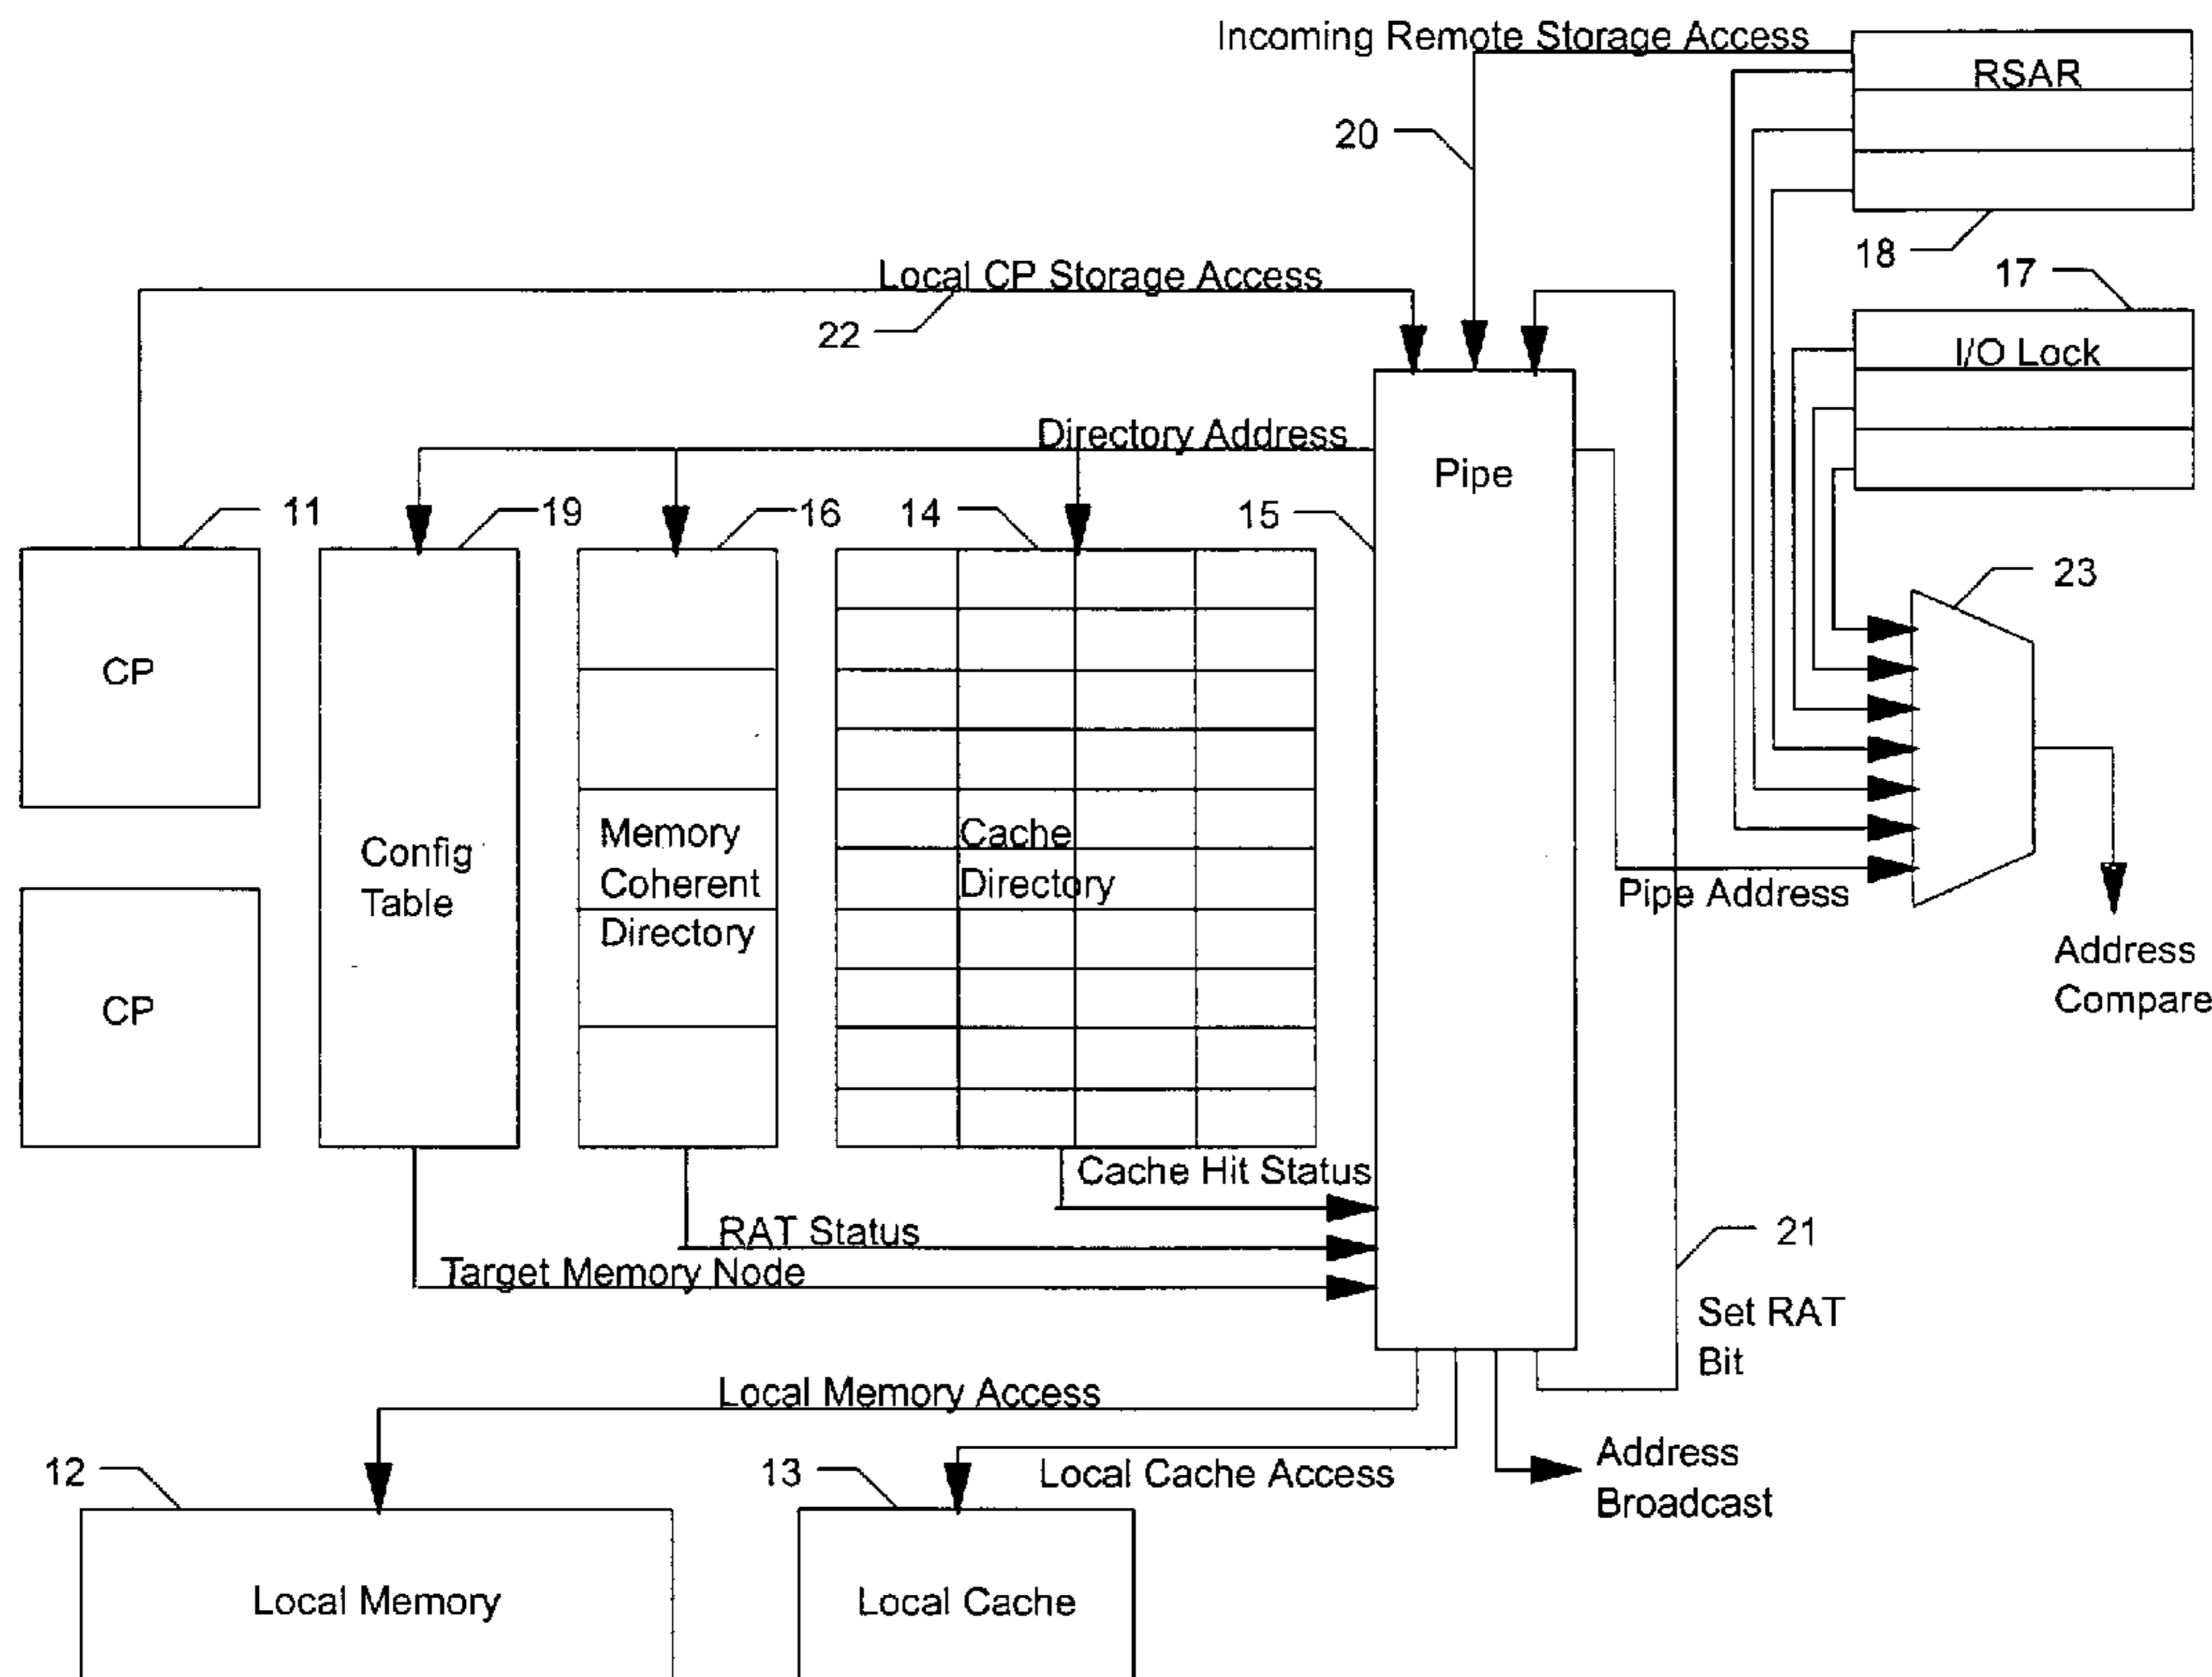 Incoming Remote Storage Access
RSAR
20
18
Local CP Storage Access
17
22
I/O Lock
Directory Address
Pipe
11
19
16
14
15
23
CP
Config
Table
Memory
Coherent
Directory
Cache
Directory
Pipe Address
Address
Compare
CP
Cache Hit Status
RAT Status
21
Target Memory Node
Set RAT
Bit
Local Memory Access
12
13
Local Cache Access
Address
Broadcast
Local Memory
Local Cache